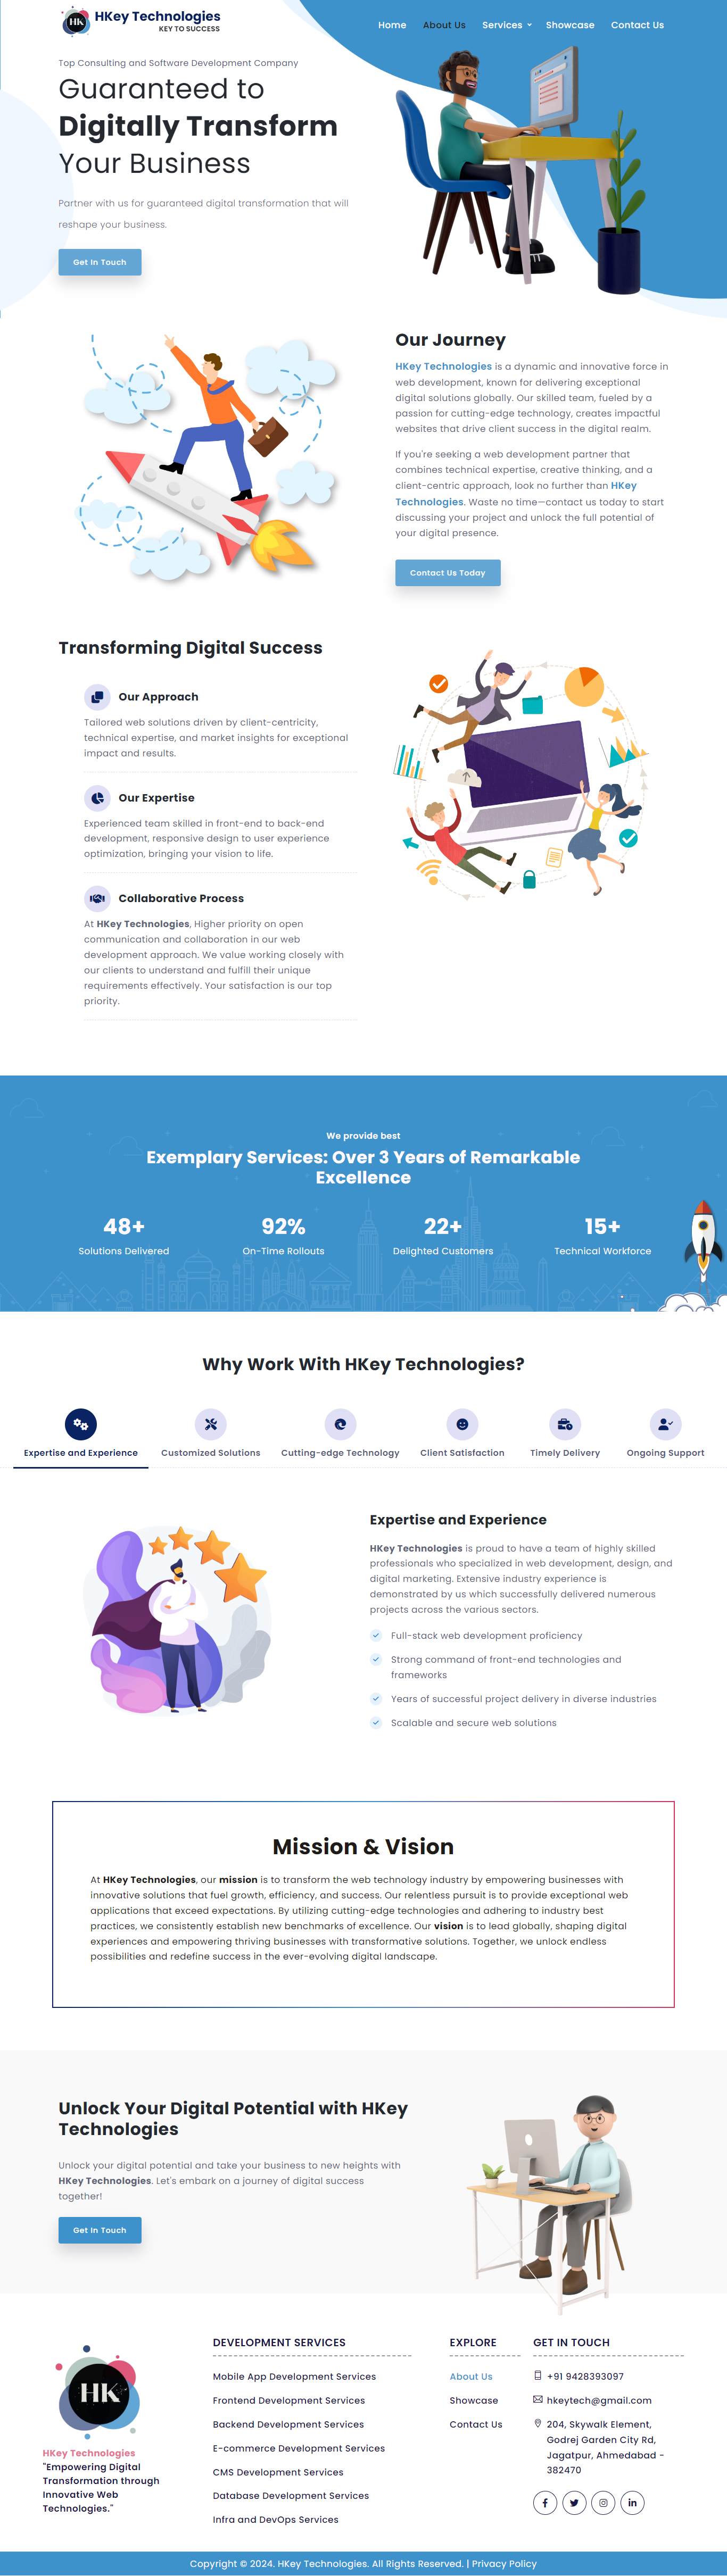 HKey Technologies
KEY TO SUCCESS
HK
Home About Us Services Showcase Contact Us
Top Consulting and Software Development Company
Guaranteed to
Digitally Transform
Your Business
Partner with us for guaranteed digital transformation that will
reshape your business.
Get In Touch
Our Journey
HKey Technologies is a dynamic and innovative force in
web development, known for delivering exceptional
digital solutions globally. Our skilled team, fueled by a
passion for cutting-edge technology, creates impactful
websites that drive client success in the digital realm.
If you're seeking a web development partner that
combines technical expertise, creative thinking, and a
client-centric approach, look no further than HKey
Technologies. Waste no time—contact us today to start
discussing your project and unlock the full potential of
your digital presence.
Contact Us Today
Transforming Digital Success
Our Approach
Tailored web solutions driven by client-centricity,
technical expertise, and market insights for exceptional
impact and results.
Our Expertise
Experienced team skilled in front-end to back-end
development, responsive design to user experience
optimization, bringing your vision to life.
Collaborative Process
At HKey Technologies, Higher priority on open
communication and collaboration in our web
development approach. We value working closely with
our clients to understand and fulfill their unique
requirements effectively. Your satisfaction is our top
priority.
We provide best
Exemplary Services: Over 3 Years of Remarkable
Excellence
48+ 92% 22+ 15+
Solutions Delivered On-Time Rollouts Delighted Customers Technical Workforce
Why Work With HKey Technologies?
Expertise and Experience Customized Solutions Cutting-edge Technology Client Satisfaction Timely Delivery Ongoing Support
Expertise and Experience
HKey Technologies is proud to have a team of highly skilled
professionals who specialized in web development, design, and
digital marketing. Extensive industry experience is
demonstrated by us which successfully delivered numerous
projects across the various sectors.
Full-stack web development proficiency
Strong command of front-end technologies and
frameworks
Years of successful project delivery in diverse industries
Scalable and secure web solutions
Mission & Vision
At HKey Technologies, our mission is to transform the web technology industry by empowering businesses with
innovative solutions that fuel growth, efficiency, and success. Our relentless pursuit is to provide exceptional web
applications that exceed expectations. By utilizing cutting-edge technologies and adhering to industry best
practices, we consistently establish new benchmarks of excellence. Our vision is to lead globally, shaping digital
experiences and empowering thriving businesses with transformative solutions. Together, we unlock endless
possibilities and redefine success in the ever-evolving digital landscape.
Unlock Your Digital Potential with HKey
Technologies
Unlock your digital potential and take your business to new heights with
HKey Technologies. Let's embark on a journey of digital success
together!
Get In Touch
HK
HKey Technologies
"Empowering Digital
Transformation through
Innovative Web
Technologies."
DEVELOPMENT SERVICES
Mobile App Development Services
Frontend Development Services
Backend Development Services
E-commerce Development Services
CMS Development Services
Database Development Services
Infra and DevOps Services
EXPLORE
About Us
Showcase
Contact Us
GET IN TOUCH
+91 9428393097
hkeytech@gmail.com
204, Skywalk Element,
Godrej Garden City Rd,
Jagatpur, Ahmedabad -
382470
Copyright © 2024. HKey Technologies. All Rights Reserved. | Privacy Policy